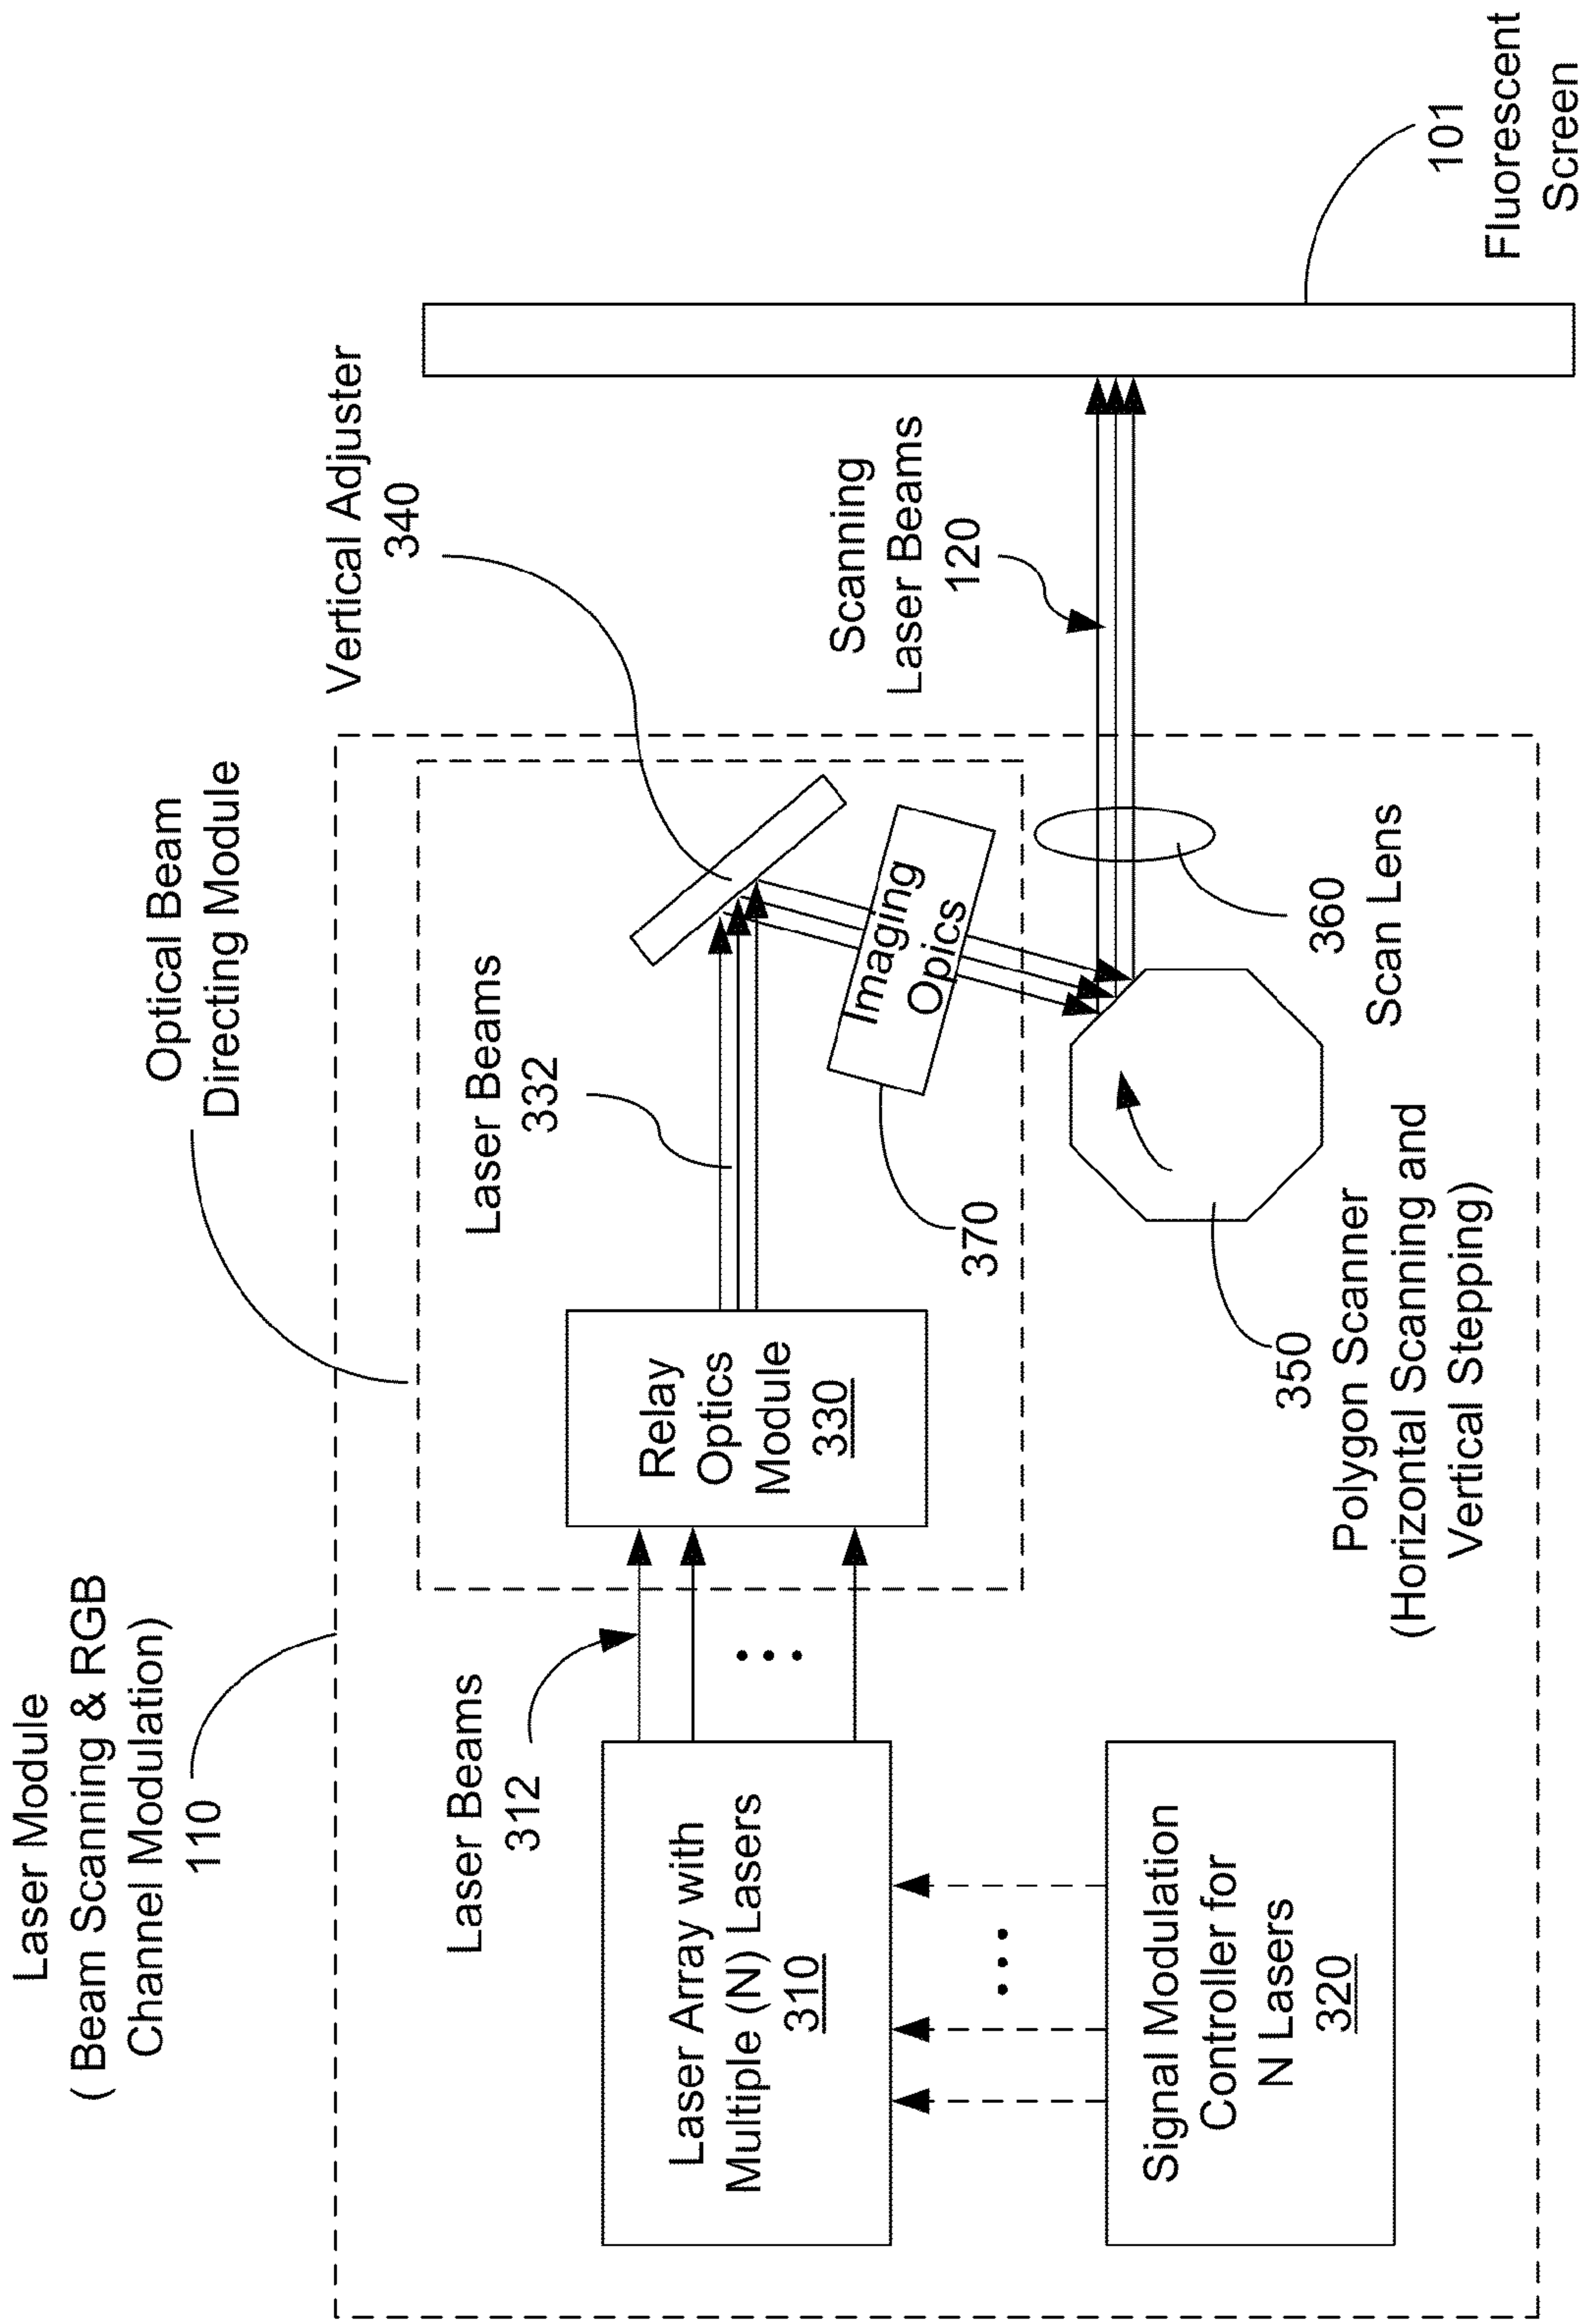 Laser Module
( Beam Scanning & RGB
Channel Modulation)
110
Optical Beam
Directing Module
Vertical Adjuster
340
Laser Beams
312
Laser Beams
332
Relay
Optics
Module
330
Imaging
Opics
370
Scanning
Laser Beams
120
Laser Array with
Multiple (N) Lasers
310
Signal Modulation
Controller for
N Lasers
320
350
Polygon Scanner
(Horizontal Scanning and
Vertical Stepping)
360
Scan Lens
101
Fluorescent
Screen